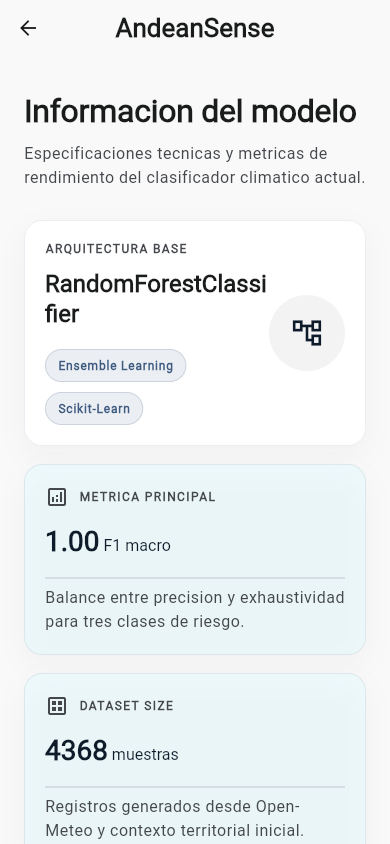 AndeanSense
Informacion del modelo
Especificaciones tecnicas y metricas de
rendimiento del clasificador climatico actual.
ARQUITECTURA BASE
RandomForestClassi
fier
Ensemble Learning
Scikit-Learn
METRICA PRINCIPAL
1.00 F1 macro
Balance entre precision y exhaustividad
para tres clases de riesgo.
DATASET SIZE
4368 muestras
Registros generados desde Open-
Meteo y contexto territorial inicial.